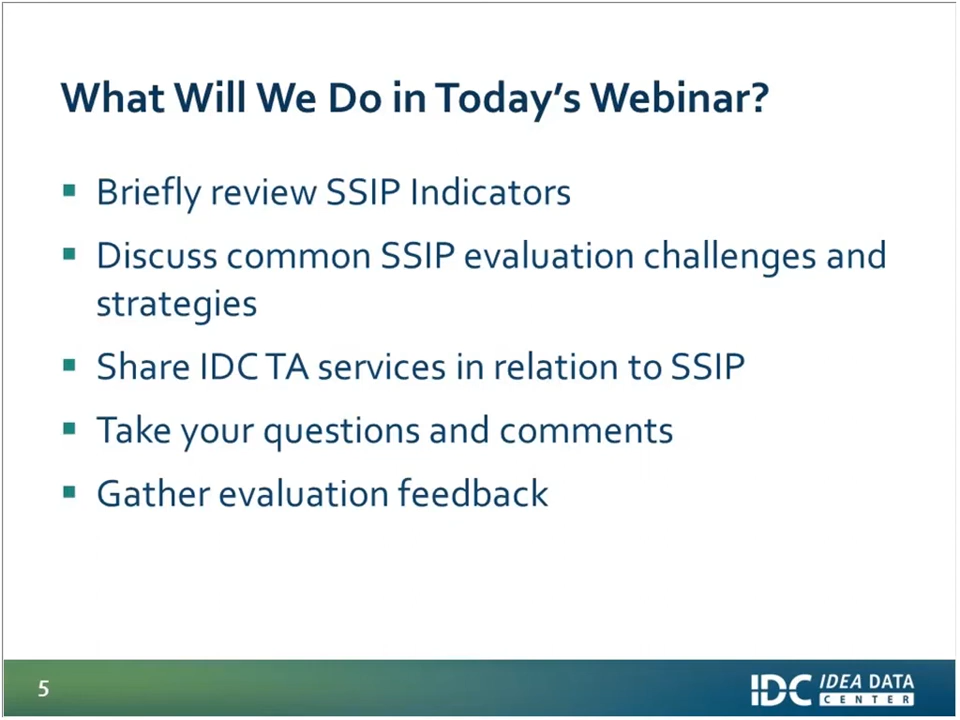 What Will We Do in Today's Webinar?
▪ Briefly review SSIP Indicators
▪ Discuss common SSIP evaluation challenges and
strategies
▪ Share IDC TA services in relation to SSIP
▪ Take your questions and comments
▪ Gather evaluation feedback
5
IDC IDEA DATA
CENTER